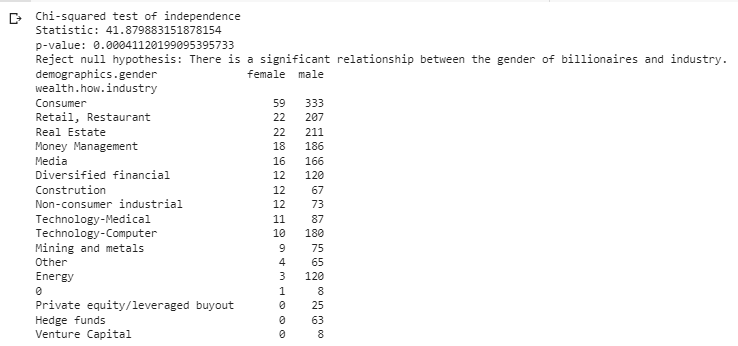 Chi-squared test of independence
Statistic: 41.879883151878154
p-value: 0.00041120199095395733
Reject null hypothesis: There is a significant relationship between the gender of billionaires and industry.
demographics.gender female male
wealth.how.industry
Consumer 59 333
Retail, Restaurant 22 207
Real Estate 22 211
Money Management 18 186
Media 16 166
Diversified financial 12 120
Constrution 12 67
Non-consumer industrial 12 73
Technology-Medical 11 87
Technology-Computer 10 180
Mining and metals 9 75
Other 4 65
Energy 3 120
0 1 8
Private equity/leveraged buyout 0 25
Hedge funds 0 63
Venture Capital 0 8